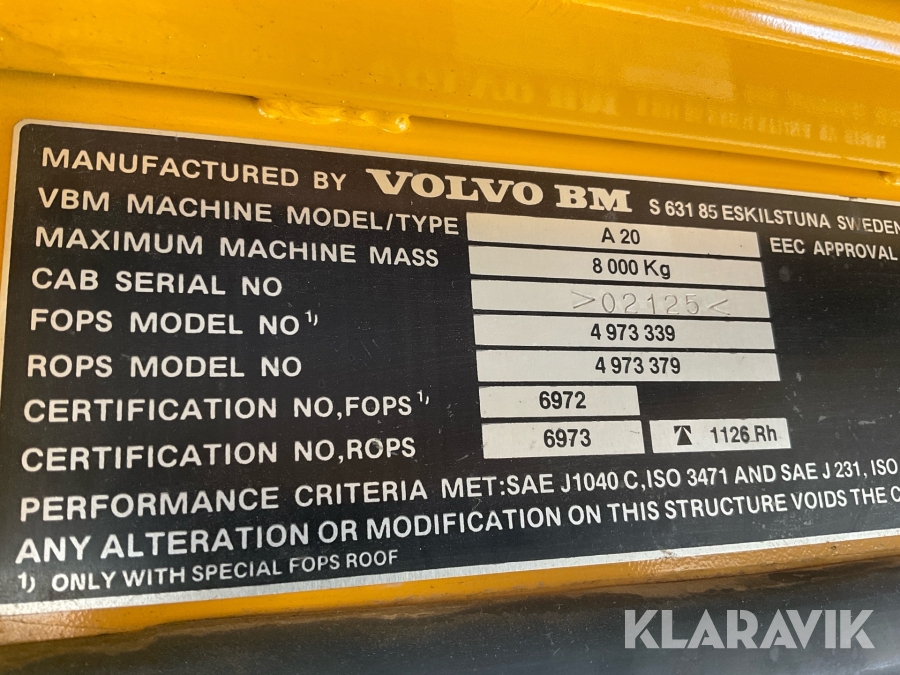 MANUFACTURED BY VOLVO BM S 631 85 ESKILSTUNA SWEDEN
VBM MACHINE MODEL/TYPE A 20 EEC APPROVAL
MAXIMUM MACHINE MASS 8 000 Kg
CAB SERIAL NO >02125<
FOPS MODEL NO 1) 4 973 339
ROPS MODEL NO 4 973 379
CERTIFICATION NO,FOPS 1) 6972
CERTIFICATION NO,ROPS 6973 1126 Rh
PERFORMANCE CRITERIA MET:SAE J1040 C,ISO 3471 AND SAE J 231, ISO
ANY ALTERATION OR MODIFICATION ON THIS STRUCTURE VOIDS THE C
1) ONLY WITH SPECIAL FOPS ROOF
KLARAVIK